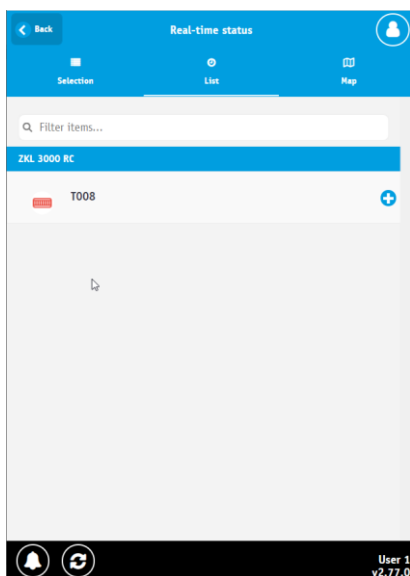 Back
Real-time status
Selection
List
Map
Filter items...
ZKL 3000 RC
T008
User 1
v2.77.0